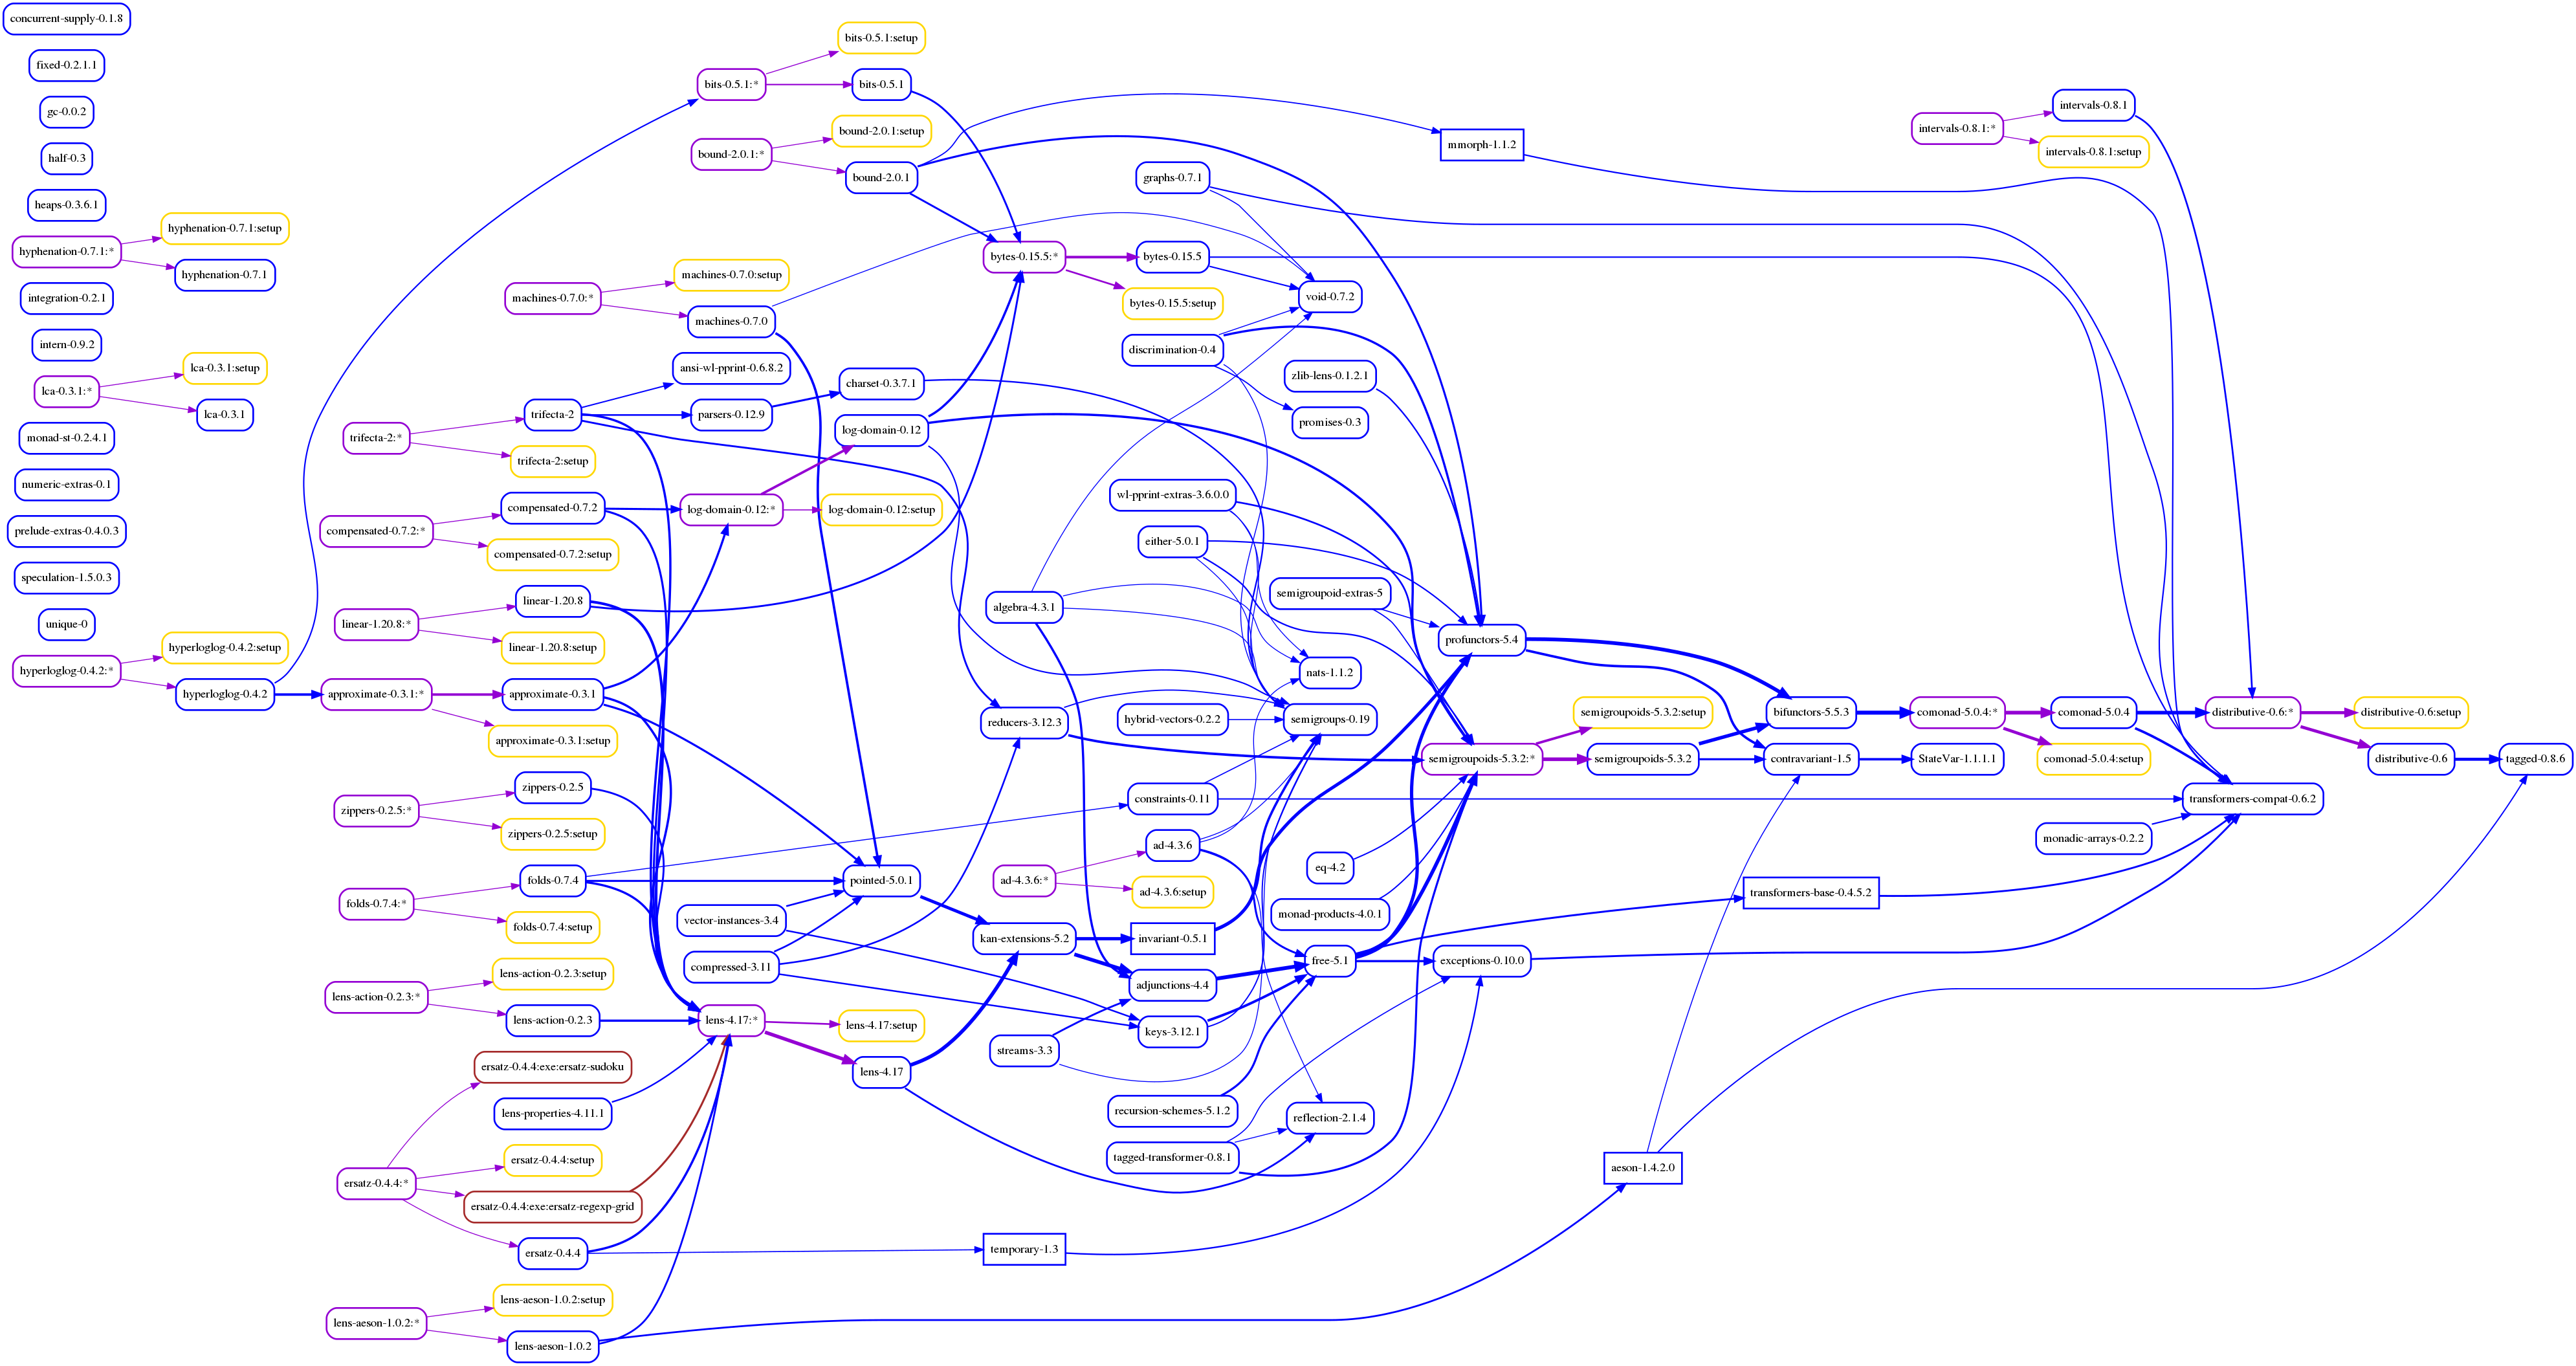 concurrent-supply-0.1.8
fixed-0.2.1.1
gc-0.0.2
half-0.3
heaps-0.3.6.1
hyphenation-0.7.1:*
hyphenation-0.7.1:setup
hyphenation-0.7.1
integration-0.2.1
intern-0.9.2
lca-0.3.1:*
lca-0.3.1:setup
lca-0.3.1
monad-st-0.2.4.1
numeric-extras-0.1
prelude-extras-0.4.0.3
speculation-1.5.0.3
unique-0
hyperloglog-0.4.2:*
hyperloglog-0.4.2:setup
hyperloglog-0.4.2
trifecta-2:*
compensated-0.7.2:*
linear-1.20.8:*
approximate-0.3.1:*
zippers-0.2.5:*
folds-0.7.4:*
lens-action-0.2.3:*
ersatz-0.4.4:*
lens-aeson-1.0.2:*
machines-0.7.0:*
trifecta-2
trifecta-2:setup
compensated-0.7.2
compensated-0.7.2:setup
linear-1.20.8
linear-1.20.8:setup
approximate-0.3.1
approximate-0.3.1:setup
zippers-0.2.5
zippers-0.2.5:setup
folds-0.7.4
folds-0.7.4:setup
lens-action-0.2.3:setup
lens-action-0.2.3
ersatz-0.4.4:exe:ersatz-sudoku
lens-properties-4.11.1
ersatz-0.4.4:setup
ersatz-0.4.4:exe:ersatz-regexp-grid
ersatz-0.4.4
lens-aeson-1.0.2:setup
lens-aeson-1.0.2
bits-0.5.1:*
bound-2.0.1:*
machines-0.7.0:setup
machines-0.7.0
ansi-wl-pprint-0.6.8.2
parsers-0.12.9
log-domain-0.12:*
vector-instances-3.4
compressed-3.11
lens-4.17:*
bits-0.5.1:setup
bits-0.5.1
bound-2.0.1:setup
bound-2.0.1
charset-0.3.7.1
log-domain-0.12
log-domain-0.12:setup
pointed-5.0.1
lens-4.17:setup
lens-4.17
bytes-0.15.5:*
algebra-4.3.1
reducers-3.12.3
ad-4.3.6:*
kan-extensions-5.2
streams-3.3
temporary-1.3
graphs-0.7.1
bytes-0.15.5
bytes-0.15.5:setup
discrimination-0.4
wl-pprint-extras-3.6.0.0
either-5.0.1
hybrid-vectors-0.2.2
constraints-0.11
ad-4.3.6
ad-4.3.6:setup
invariant-0.5.1
adjunctions-4.4
keys-3.12.1
recursion-schemes-5.1.2
tagged-transformer-0.8.1
void-0.7.2
zlib-lens-0.1.2.1
promises-0.3
semigroupoid-extras-5
nats-1.1.2
semigroups-0.19
eq-4.2
monad-products-4.0.1
free-5.1
reflection-2.1.4
mmorph-1.1.2
profunctors-5.4
semigroupoids-5.3.2:*
exceptions-0.10.0
semigroupoids-5.3.2:setup
semigroupoids-5.3.2
aeson-1.4.2.0
bifunctors-5.5.3
contravariant-1.5
transformers-base-0.4.5.2
intervals-0.8.1:*
comonad-5.0.4:*
StateVar-1.1.1.1
intervals-0.8.1
intervals-0.8.1:setup
comonad-5.0.4
comonad-5.0.4:setup
monadic-arrays-0.2.2
distributive-0.6:*
transformers-compat-0.6.2
distributive-0.6:setup
distributive-0.6
tagged-0.8.6